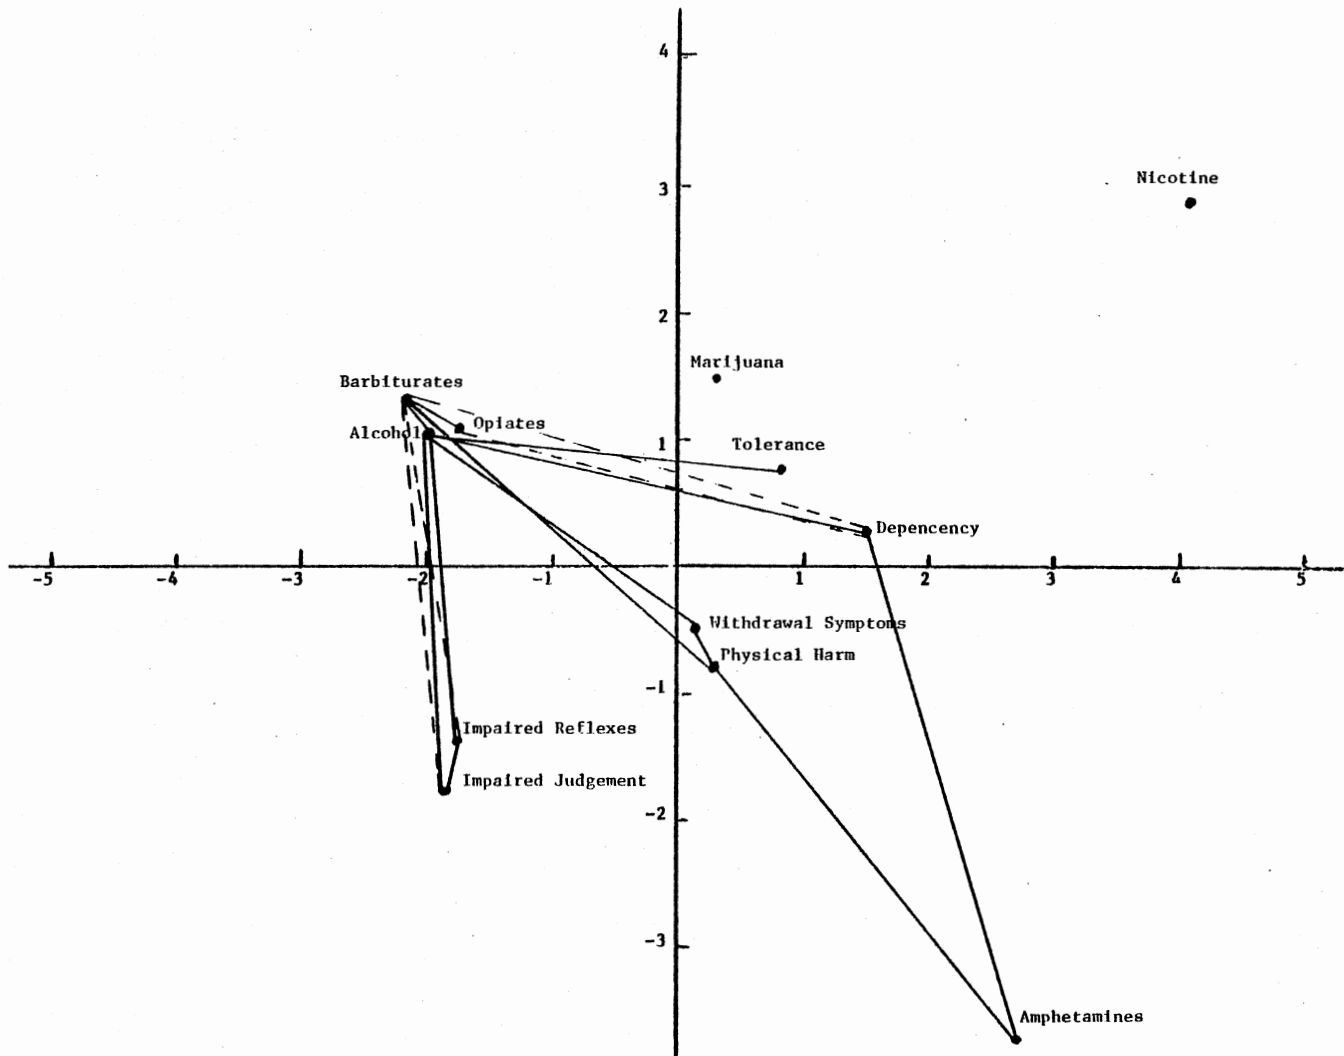 4
Nicotine
3
2
Marijuana
Barbiturates
Opiates
Alcohol
1
Tolerance
Depencency
-5 -4 -3 -2 -1 1 2 3 4 5
Withdrawal Symptoms
Physical Harm
-1
Impaired Reflexes
Impaired Judgement
-2
-3
Amphetamines